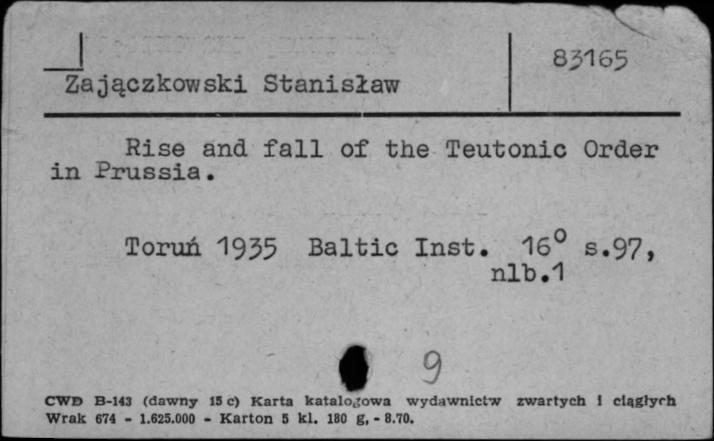 83165
Zajączkowski Stanisław
Rise and fall of the Teutonic Order
in Prussia.
Toruń 1935 Baltic Inst. 16° s.97,
nlb.1
9
CWD B-143 (dawny 15 c) Karta katalogowa wydawnictw zwartych i ciągłych
Wrak 674 - 1.625.000 - Karton 5 kl. 180 g. - 8.70.